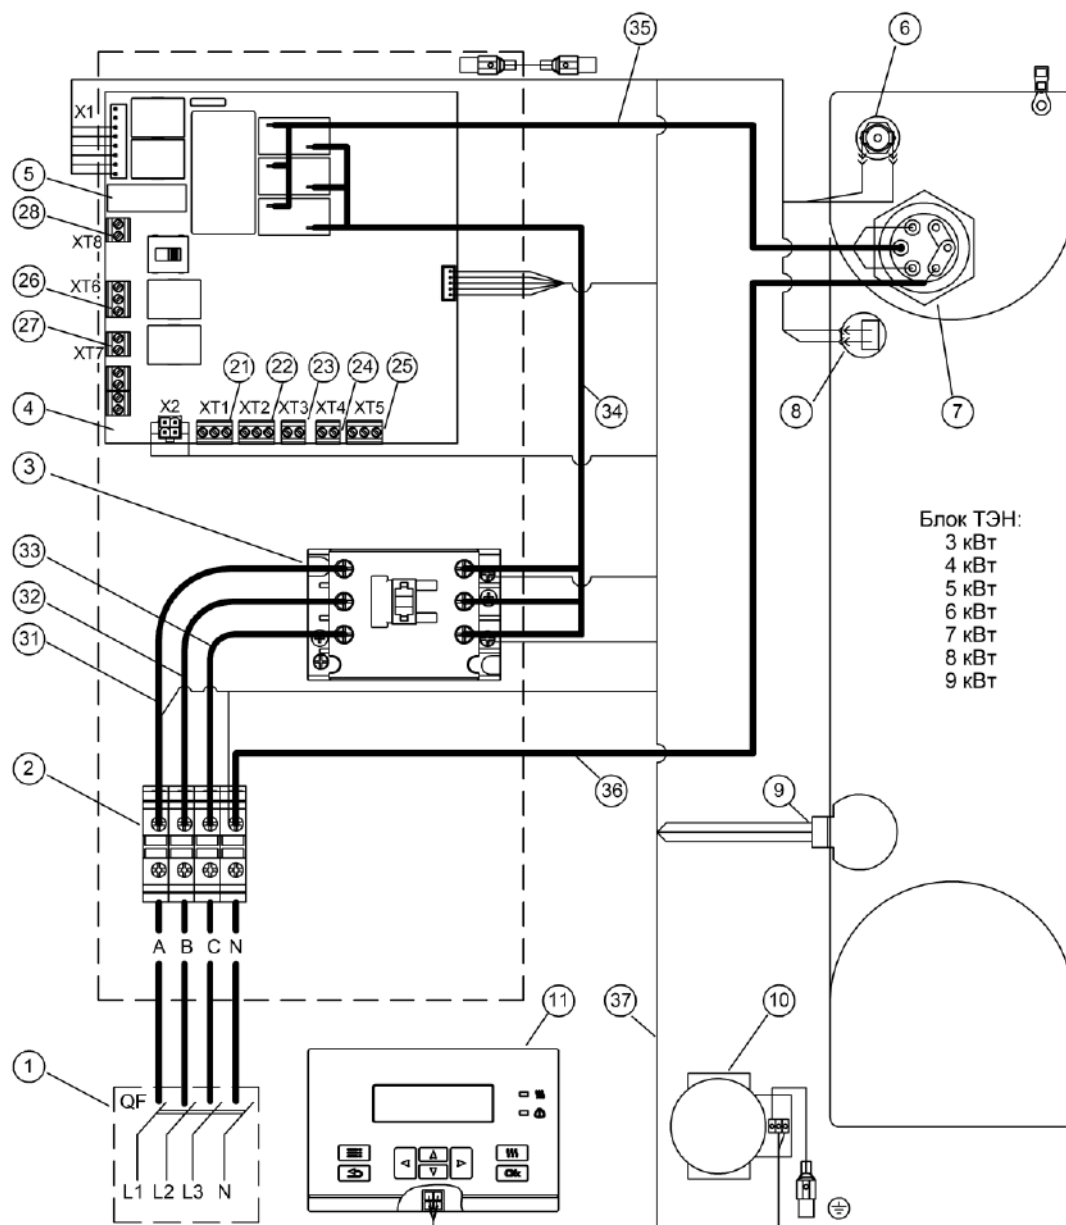 35
6
X1
5
28
XT8
XT6
26
27
XT7
4
X2
21
22
23
24
25
XT1
XT2
XT3
XT4
XT5
34
8
7
3
33
32
31
Блок ТЭН:
3 кВт
4 кВт
5 кВт
6 кВт
7 кВт
8 кВт
9 кВт
2
36
9
A B C N
11
37
10
1
QF
L1 L2 L3 N
Ok